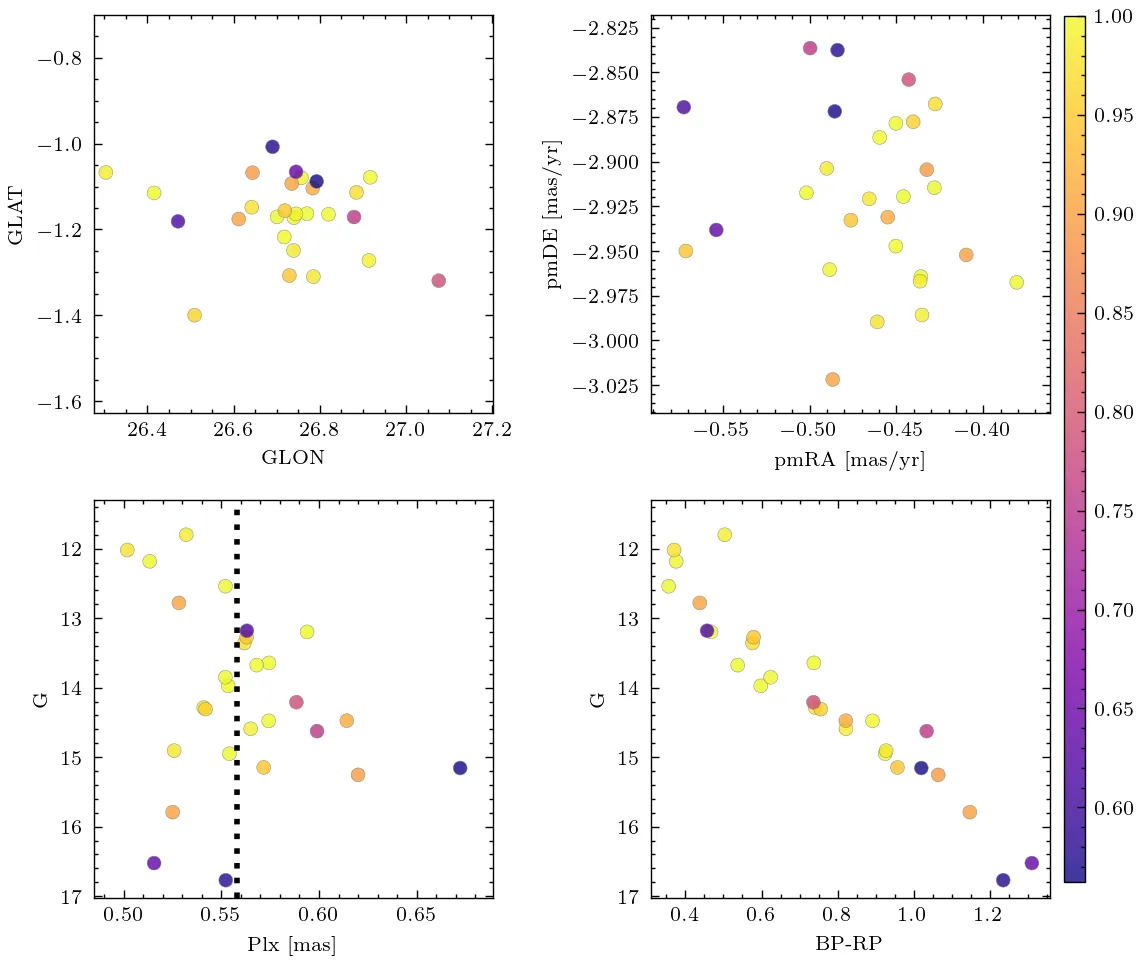 −0.8
−1.0
−1.2
−1.4
−1.6
GLAT
26.4 26.6 26.8 27.0 27.2
GLON
−2.825
−2.850
−2.875
−2.900
−2.925
−2.950
−2.975
−3.000
−3.025
pmDE [mas/yr]
−0.55 −0.50 −0.45 −0.40
pmRA [mas/yr]
12
13
14
15
16
17
G
0.50 0.55 0.60 0.65
Plx [mas]
12
13
14
15
16
17
G
0.4 0.6 0.8 1.0 1.2
BP-RP
1.00
0.95
0.90
0.85
0.80
0.75
0.70
0.65
0.60